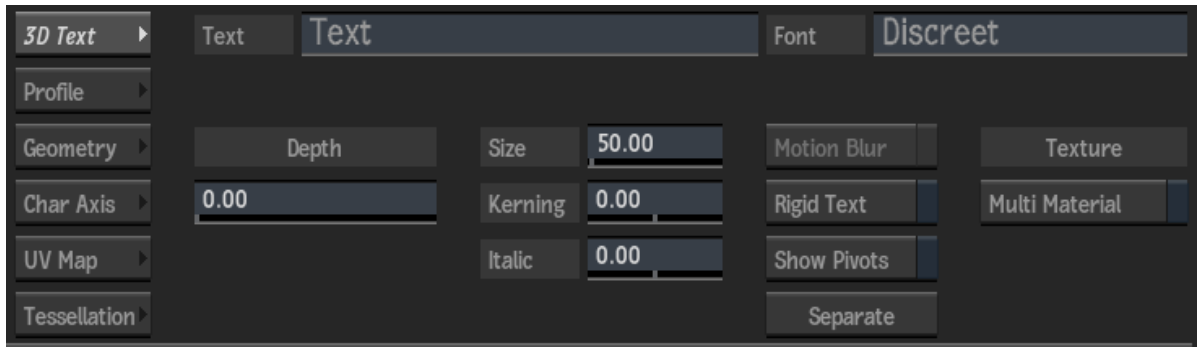 3D Text Text Text Font Discreet
Profile
Geometry Depth Size 50.00 Motion Blur Texture
Char Axis 0.00 Kerning 0.00 Rigid Text Multi Material
UV Map Italic 0.00 Show Pivots
Tessellation Separate